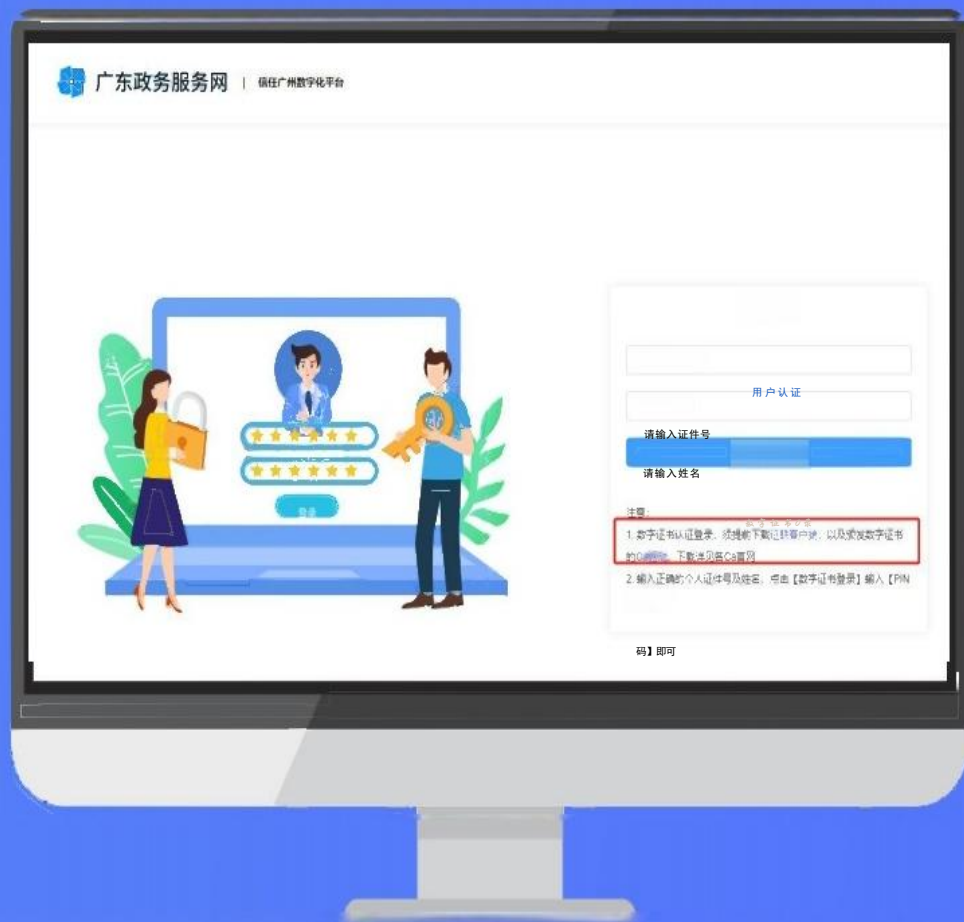 广东政务服务网 | 信任广州数字化平台
用户认证
请输入证件号
请输入姓名
登录
注意：
1. 数字证书认证登录，须提前下载证联客户端，以及颁发数字证书
下载详见各Ca官网
2. 输入正确的个人证件号及姓名，点击【数字证书登录】输入【PIN
码】即可